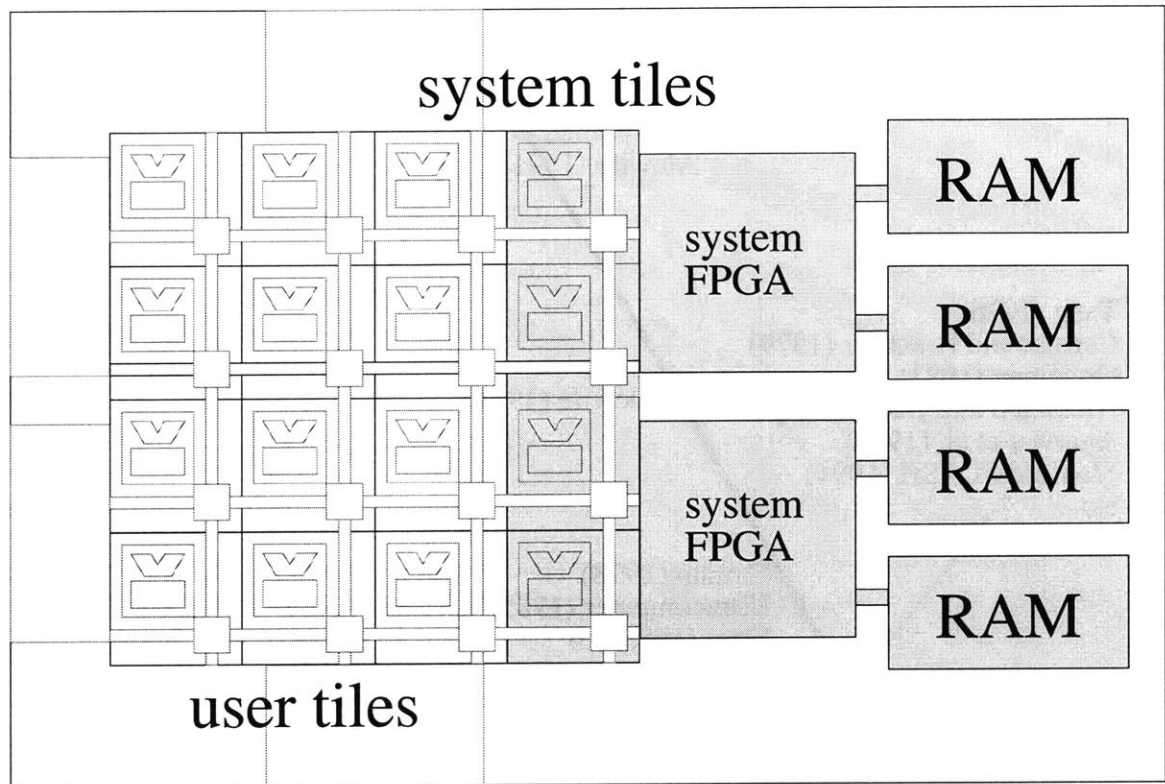 system tiles
RAM
system
FPGA
RAM
system
FPGA
RAM
RAM
user tiles